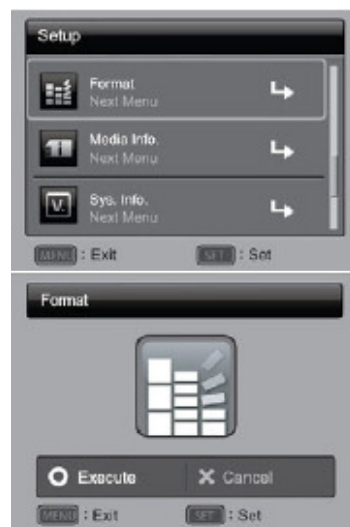 Setup
Format
Next Menu
Media Info.
Next Menu
Sys. Info.
Next Menu
MENU : Exit SET : Set
Format
Execute Cancel
MENU : Exit SET : Set